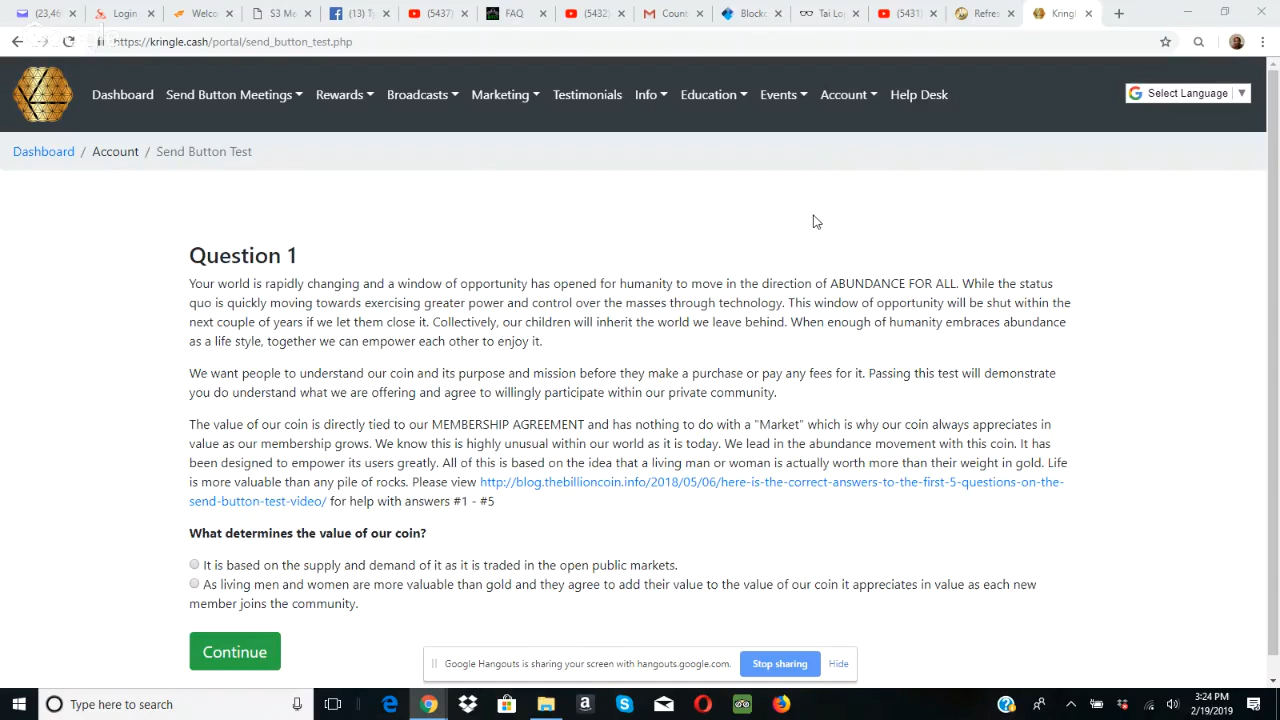 23,46
Login
Welco
S3 Me
(13) T
(5437)
FAQ
(5432)
Count
Block
Tai Lo
(5431)
Refres
Kringl
https://kringle.cash/portal/send_button_test.php
Dashboard Send Button Meetings Rewards Broadcasts Marketing Testimonials Info Education Events Account Help Desk
Select Language
Dashboard / Account / Send Button Test
Question 1
Your world is rapidly changing and a window of opportunity has opened for humanity to move in the direction of ABUNDANCE FOR ALL. While the status
quo is quickly moving towards exercising greater power and control over the masses through technology. This window of opportunity will be shut within the
next couple of years if we let them close it. Collectively, our children will inherit the world we leave behind. When enough of humanity embraces abundance
as a life style, together we can empower each other to enjoy it.
We want people to understand our coin and its purpose and mission before they make a purchase or pay any fees for it. Passing this test will demonstrate
you do understand what we are offering and agree to willingly participate within our private community.
The value of our coin is directly tied to our MEMBERSHIP AGREEMENT and has nothing to do with a "Market" which is why our coin always appreciates in
value as our membership grows. We know this is highly unusual within our world as it is today. We lead in the abundance movement with this coin. It has
been designed to empower its users greatly. All of this is based on the idea that a living man or woman is actually worth more than their weight in gold. Life
is more valuable than any pile of rocks. Please view http://blog.thebillioncoin.info/2018/05/06/here-is-the-correct-answers-to-the-first-5-questions-on-the-
send-button-test-video/ for help with answers #1 - #5
What determines the value of our coin?
It is based on the supply and demand of it as it is traded in the open public markets.
As living men and women are more valuable than gold and they agree to add their value to the value of our coin it appreciates in value as each new
member joins the community.
Continue
Google Hangouts is sharing your screen with hangouts.google.com. Stop sharing Hide
Type here to search
3:24 PM
2/19/2019